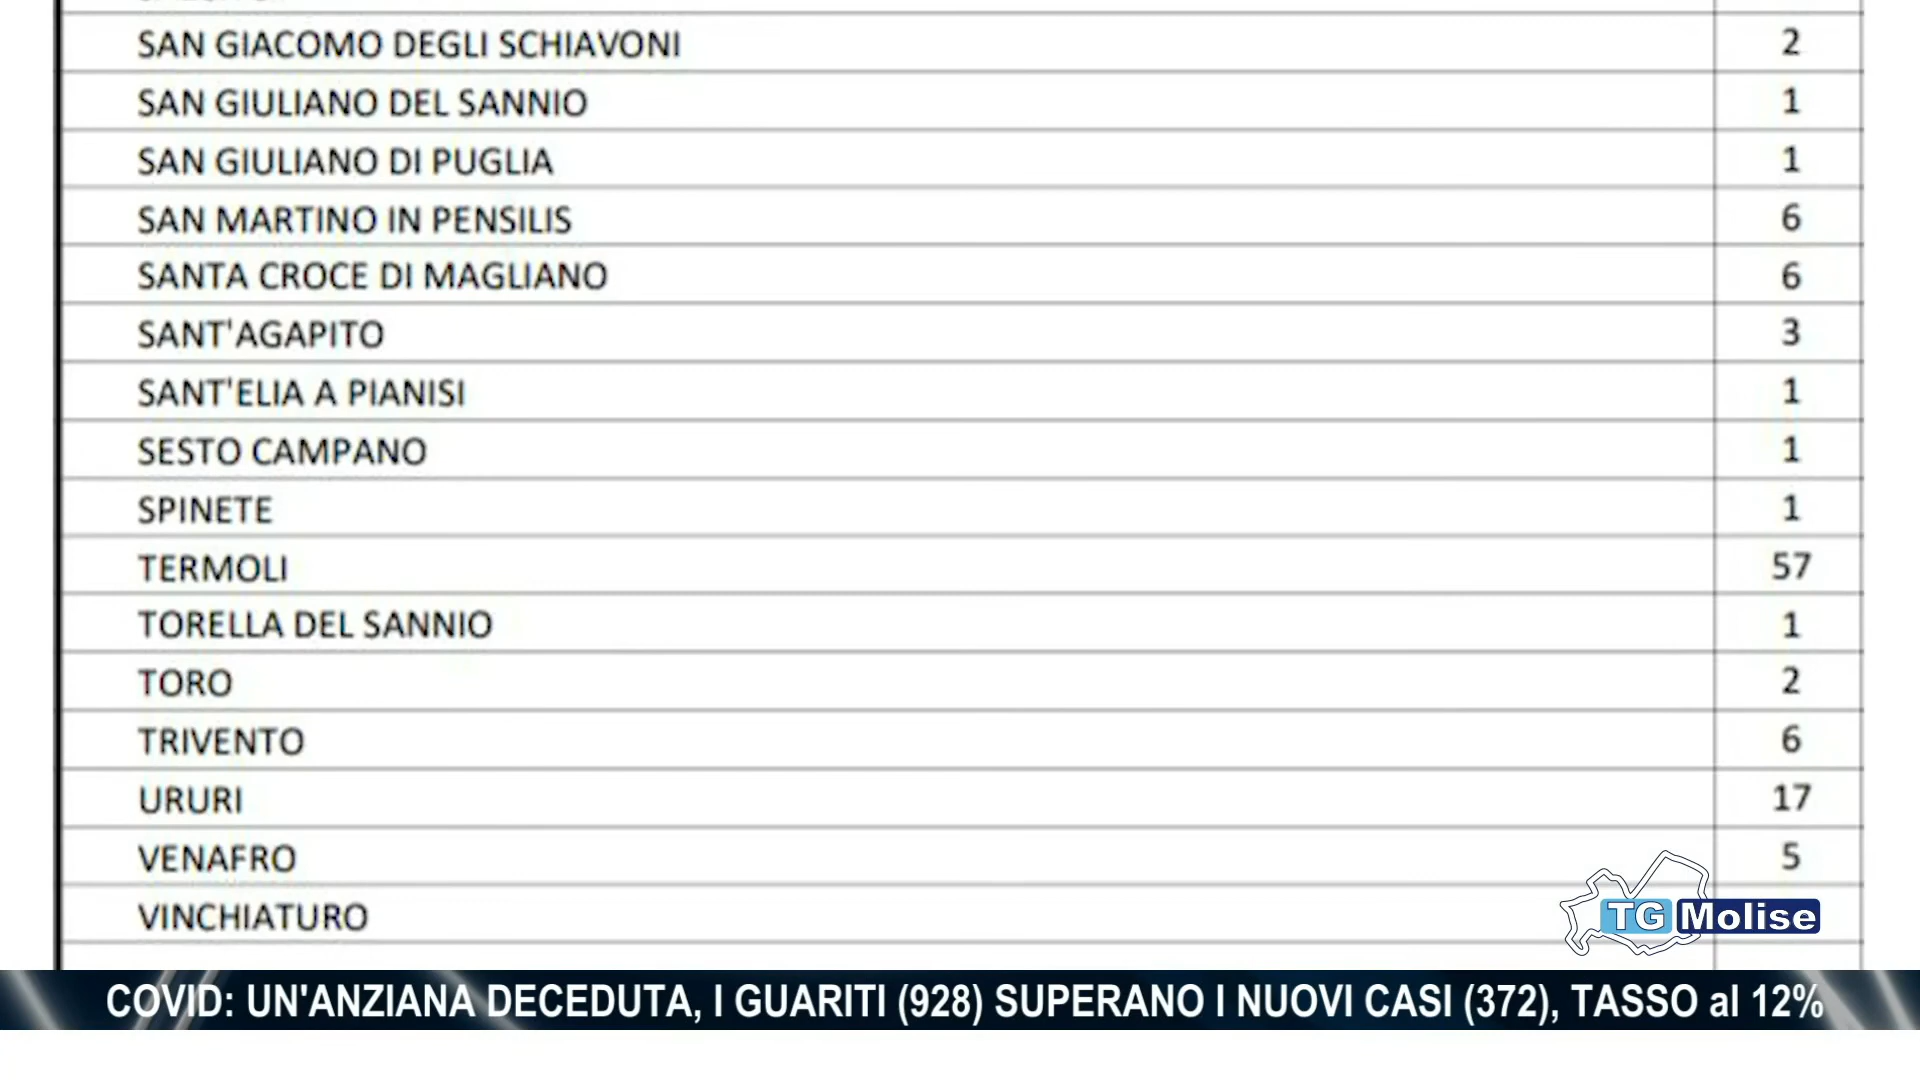 SAN GIACOMO DEGLI SCHIAVONI 2
SAN GIULIANO DEL SANNIO 1
SAN GIULIANO DI PUGLIA 1
SAN MARTINO IN PENSILIS 6
SANTA CROCE DI MAGLIANO 6
SANT'AGAPITO 3
SANT'ELIA A PIANISI 1
SESTO CAMPANO 1
SPINETE 1
TERMOLI 57
TORELLA DEL SANNIO 1
TORO 2
TRIVENTO 6
URURI 17
VENAFRO 5
VINCHIATURO
TG Molise
COVID: UN'ANZIANA DECEDUTA, I GUARITI (928) SUPERANO I NUOVI CASI (372), TASSO al 12%